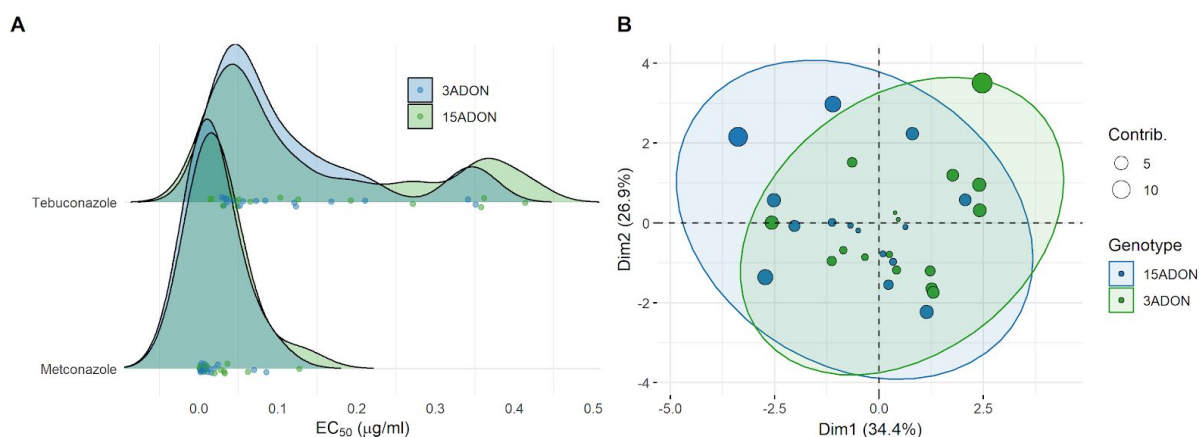 A
3ADON
15ADON
Tebuconazole
Metconazole
0.0 0.1 0.2 0.3 0.4 0.5
EC50 (μg/ml)
B
4
2
0
-2
-4
Dim2 (26.9%)
-5.0 -2.5 0.0 2.5
Dim1 (34.4%)
Contrib.
5
10
Genotype
15ADON
3ADON